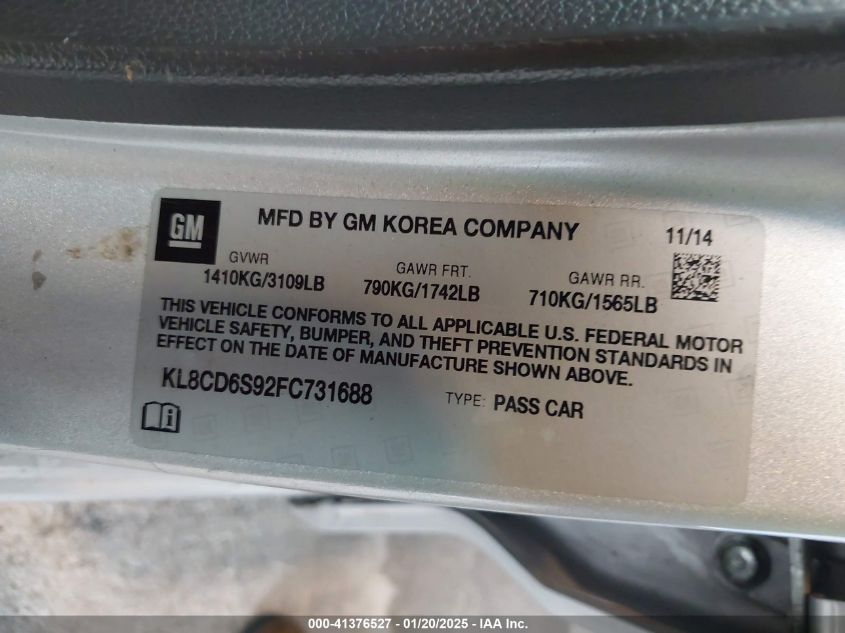 GM
MFD BY GM KOREA COMPANY
11/14
GVWR
GAWR FRT.
GAWR RR.
1410KG/3109LB
790KG/1742LB
710KG/1565LB
THIS VEHICLE CONFORMS TO ALL APPLICABLE U.S. FEDERAL MOTOR
VEHICLE SAFETY, BUMPER, AND THEFT PREVENTION STANDARDS IN
EFFECT ON THE DATE OF MANUFACTURE SHOWN ABOVE.
KL8CD6S92FC731688
TYPE: PASS CAR
i
000-41376527 - 01/20/2025 - IAA Inc.